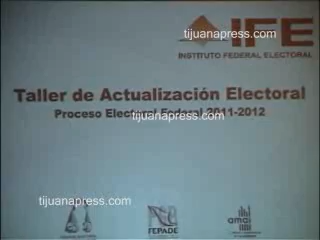 tijuanapress.com
IFE
INSTITUTO FEDERAL ELECTORAL
Taller de Actualización Electoral
Proceso Electoral Federal 2011-2012
tijuanapress.com
tijuanapress.com
FEPADE
amai